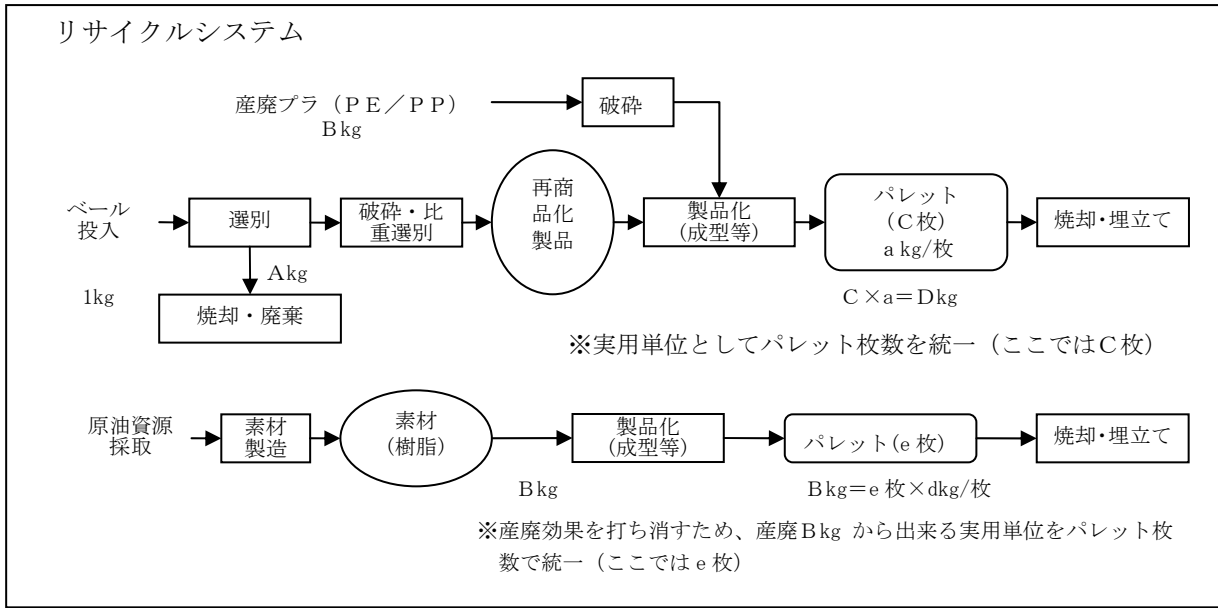 リサイクルシステム
産廃プラ（ＰＥ／ＰＰ）
Ｂkg
破砕
ベール
投入
1kg
選別
Ａkg
焼却・廃棄
破砕・比
重選別
再商
品化
製品
製品化
(成型等)
パレット
(Ｃ枚)
ａkg/枚
焼却・埋立て
Ｃ×a＝Ｄkg
※実用単位としてパレット枚数を統一（ここではＣ枚）
原油資源
採取
素材
製造
素材
(樹脂)
Ｂkg
製品化
(成型等)
パレット(ｅ枚)
Ｂkg＝ｅ枚×dkg/枚
焼却・埋立て
※産廃効果を打ち消すため、産廃Ｂkg から出来る実用単位をパレット枚
数で統一（ここではｅ枚）